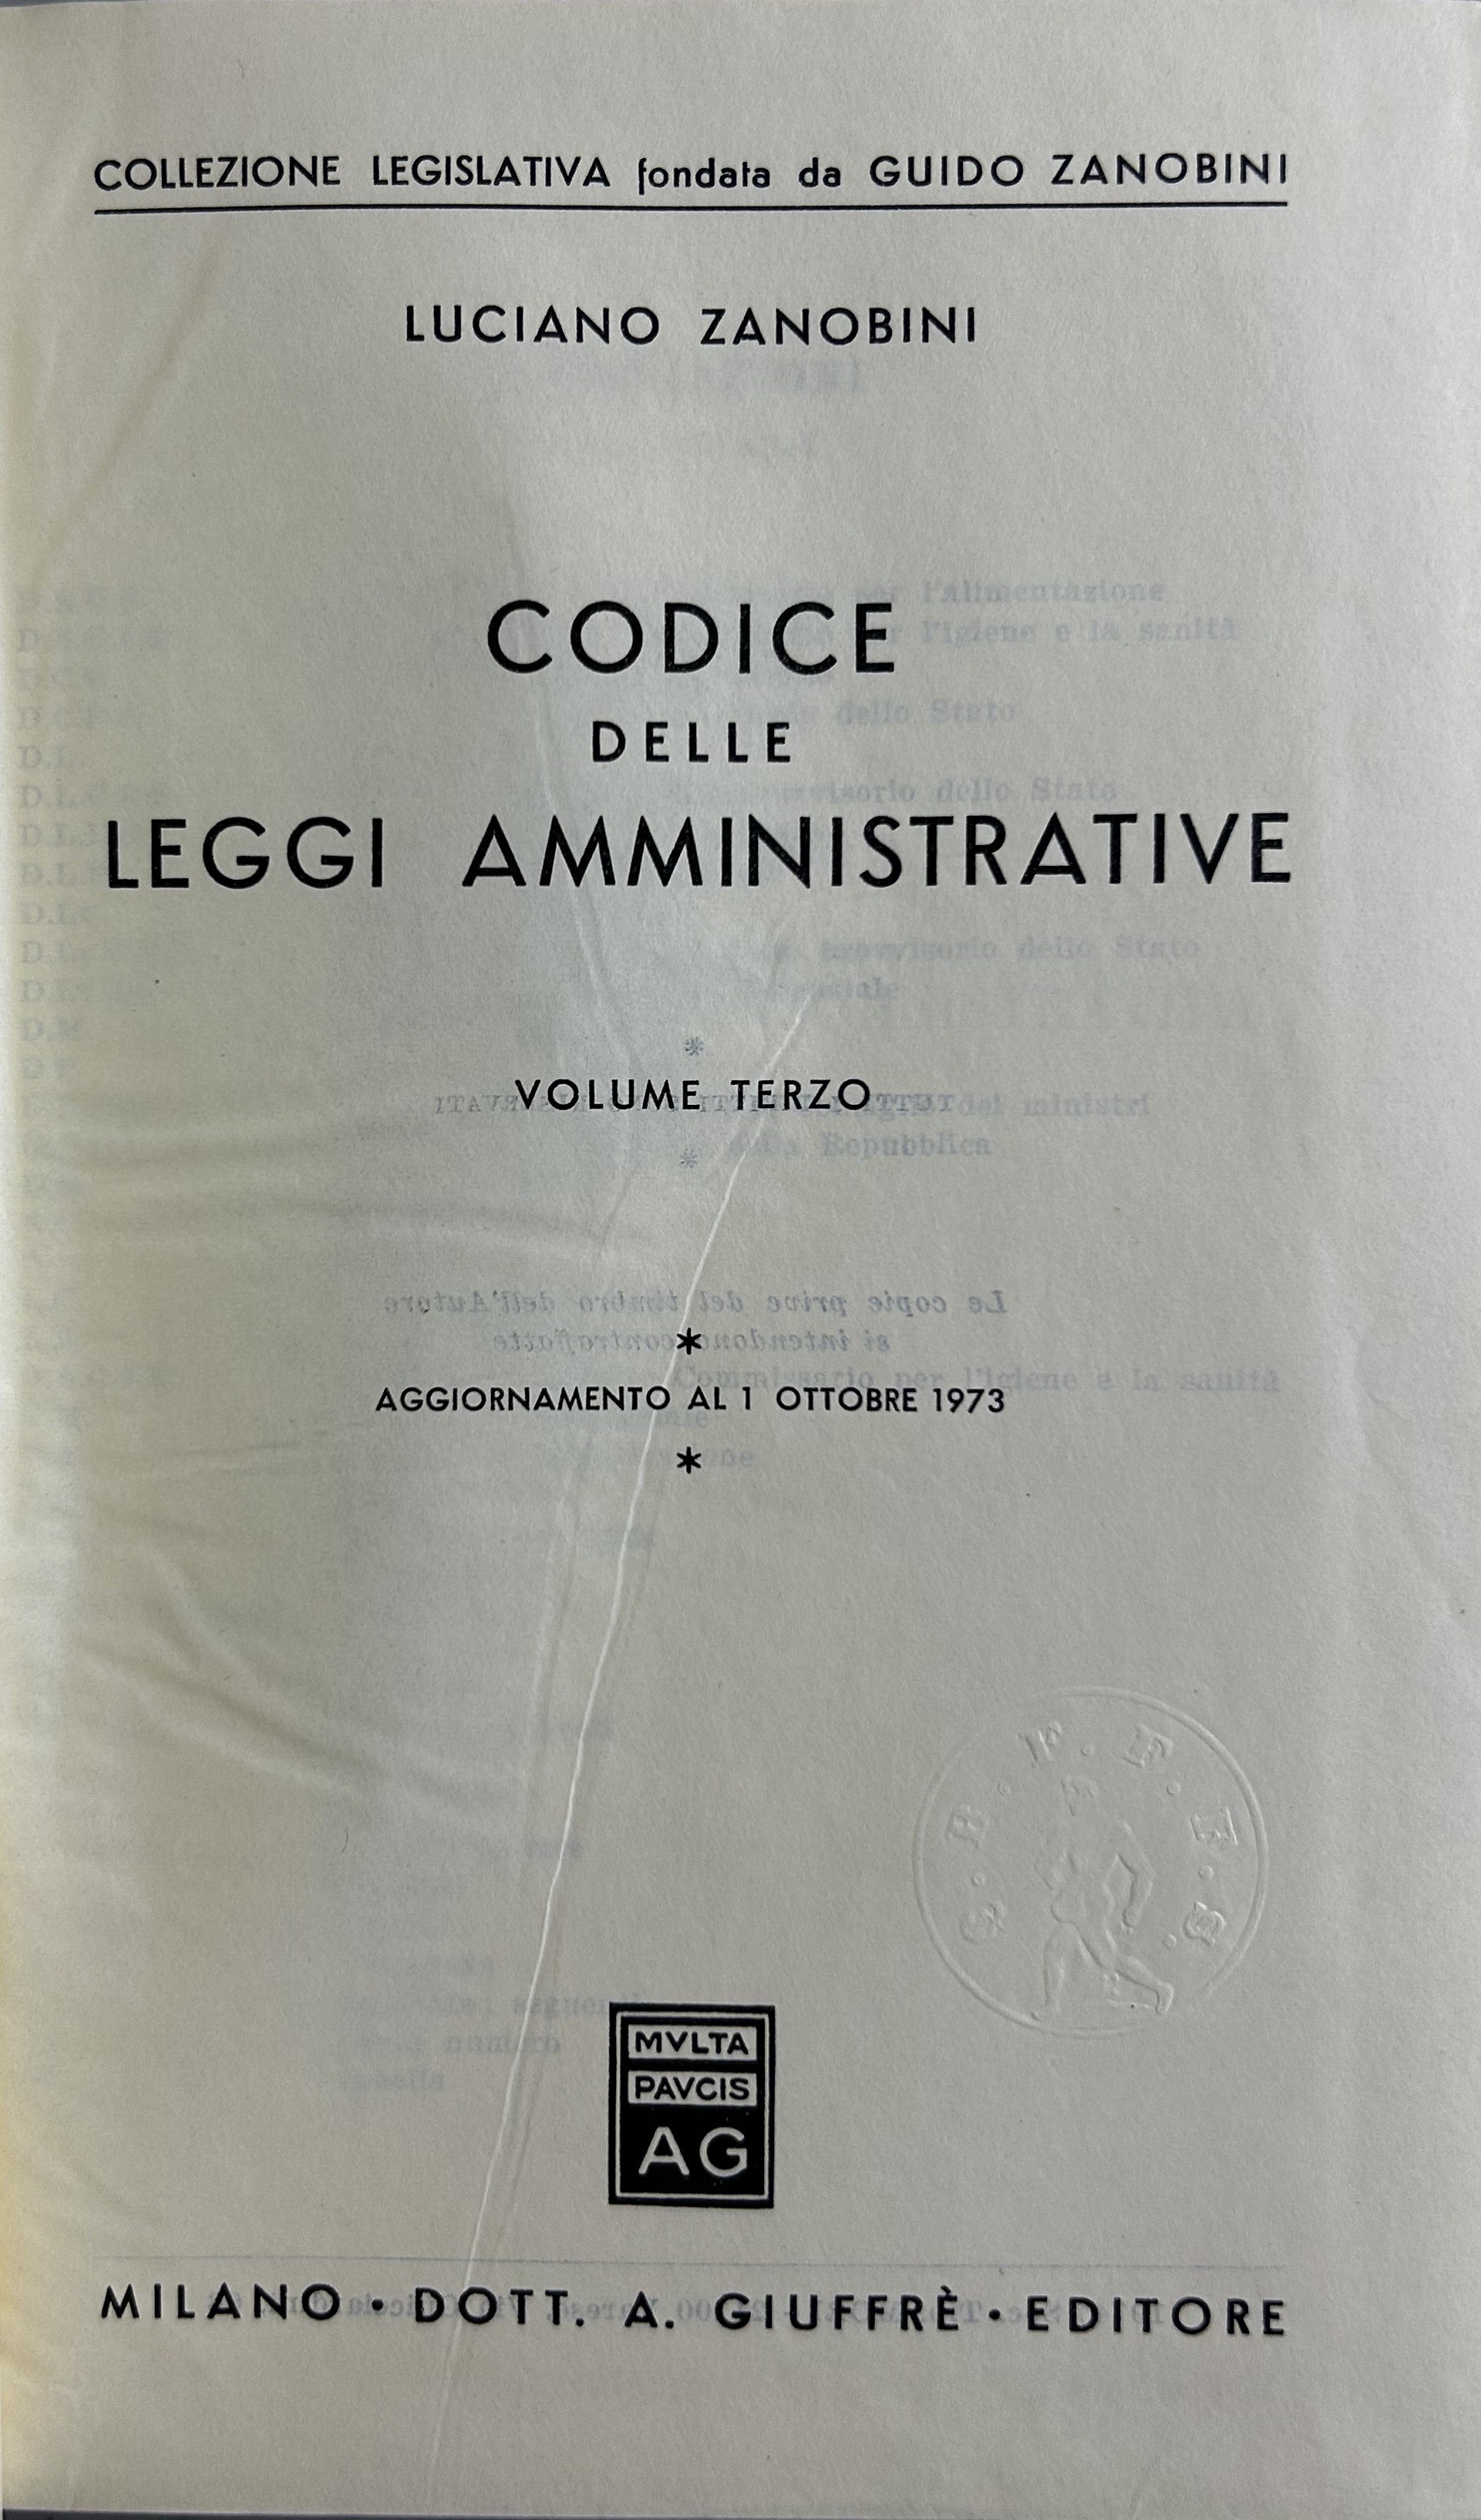 COLLEZIONE LEGISLATIVA fondata da GUIDO ZANOBINI
LUCIANO ZANOBINI
CODICE
DELLE
LEGGI AMMINISTRATIVE
*
VOLUME TERZO
*
*
AGGIORNAMENTO AL 1 OTTOBRE 1973
*
MVLTA
PAVCIS
AG
MILANO • DOTT. A. GIUFFRÈ • EDITORE